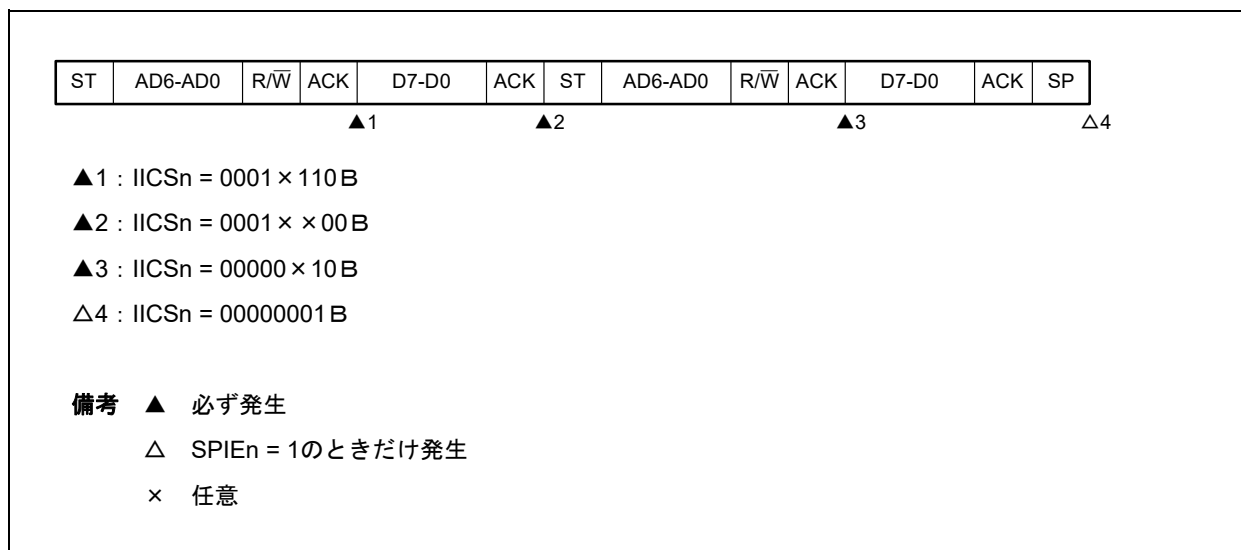 ST AD6-AD0 R/W̅ ACK D7-D0 ACK ST AD6-AD0 R/W̅ ACK D7-D0 ACK SP
▲1 ▲2 ▲3 △4
▲1：IICSn = 0001×110B
▲2：IICSn = 0001××00B
▲3：IICSn = 00000×10B
△4：IICSn = 00000001B
備考 ▲ 必ず発生
△ SPIEn = 1のときだけ発生
× 任意